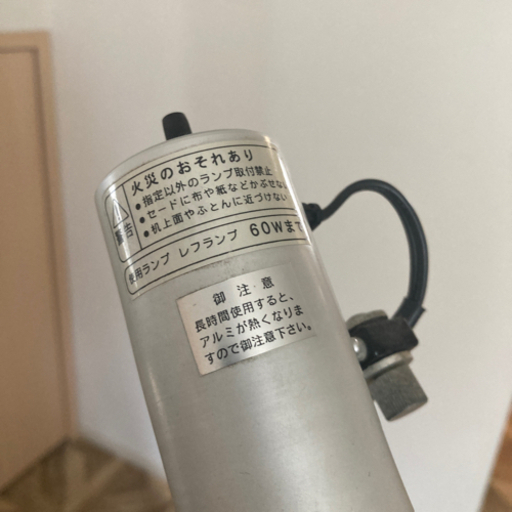 火災のおそれあり
警告
●指定以外のランプ取付禁止
●セードに布や紙などかぶせな
●机上面やふとんに近づけない
使用ランプ レフランプ 60Wまで
御注意
長時間使用すると、
アルミが熱くなりま
すので御注意下さい。